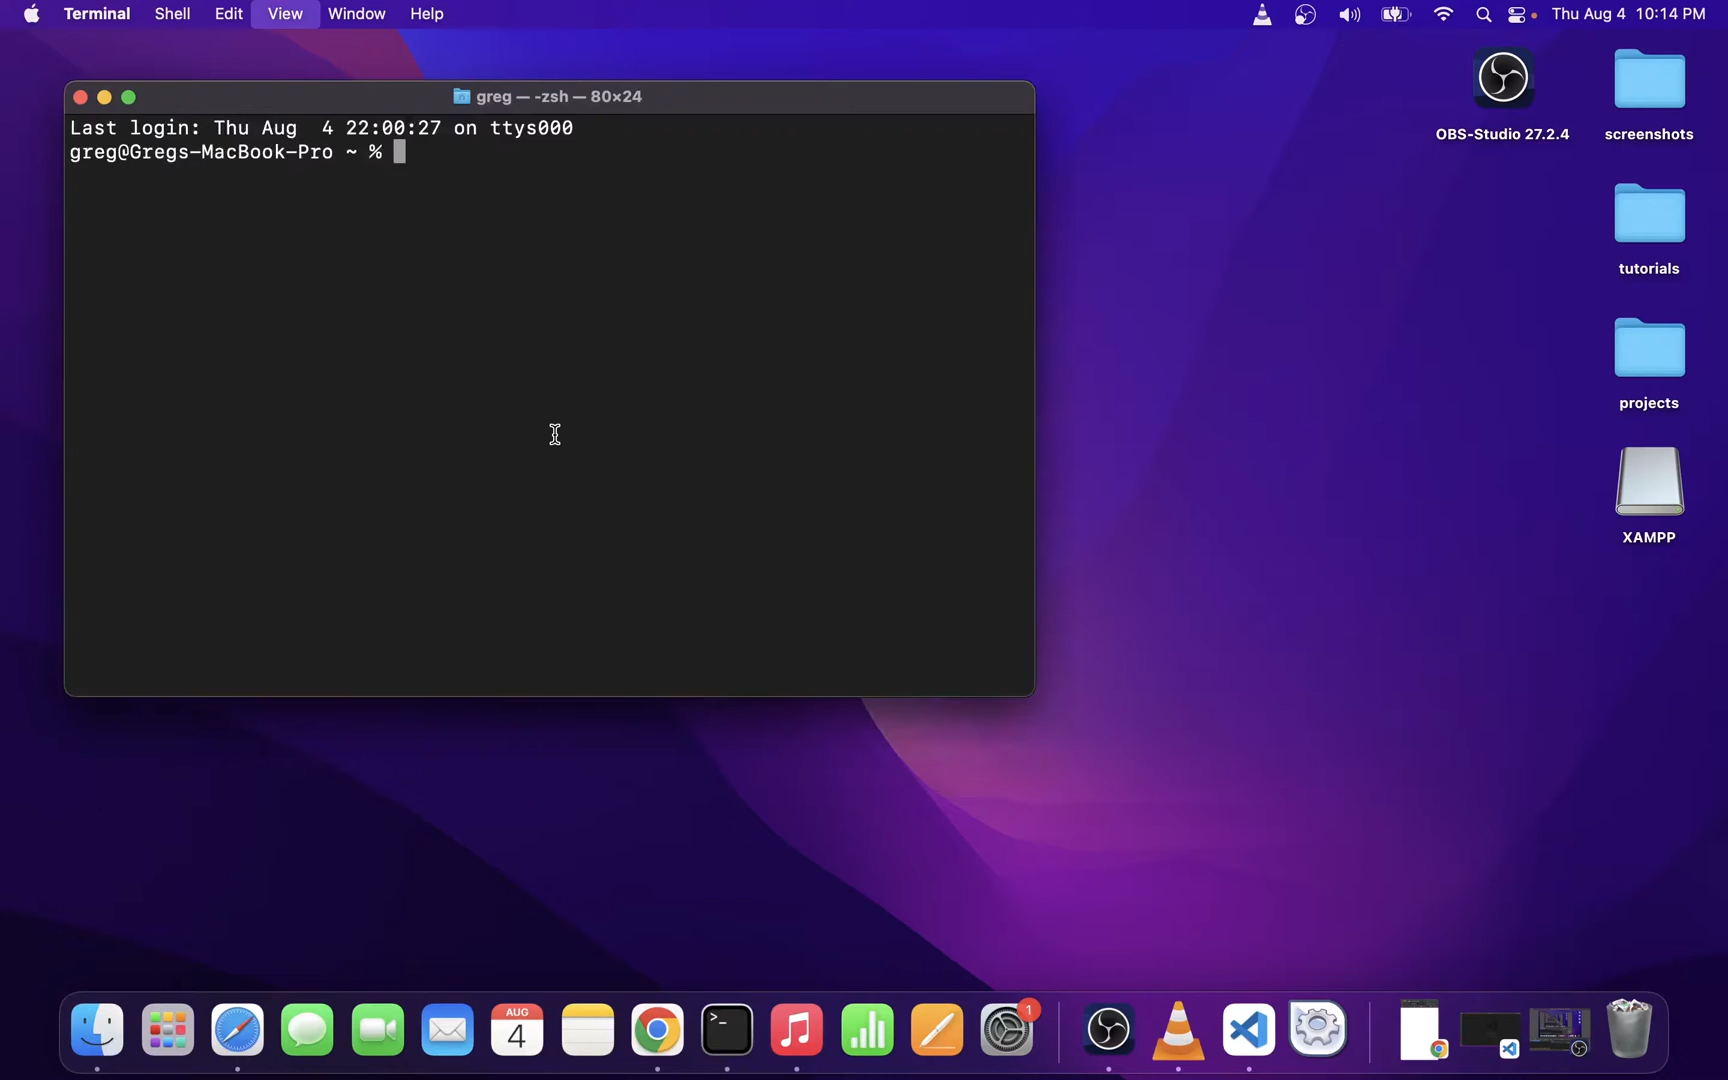 Terminal Shell Edit View Window Help Thu Aug 4 10:14 PM
greg — -zsh — 80×24
Last login: Thu Aug  4 22:00:27 on ttys000
greg@Gregs-MacBook-Pro ~ %
OBS-Studio 27.2.4
screenshots
tutorials
projects
XAMPP
AUG
4
>_
1